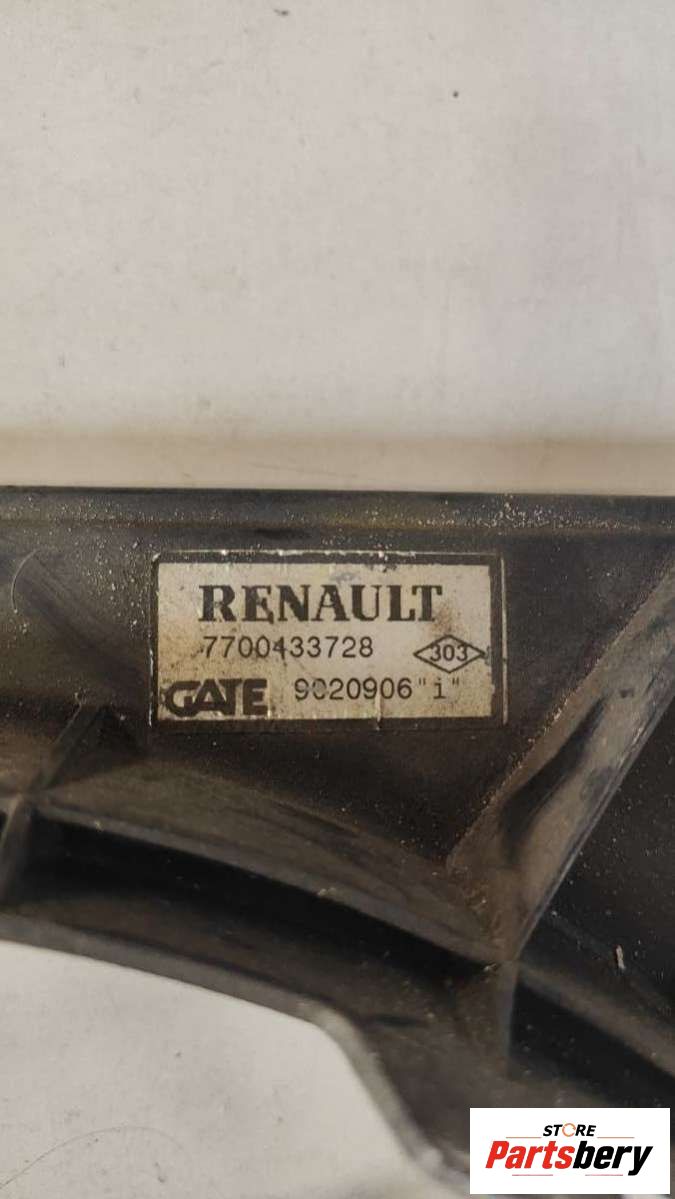 RENAULT
7700433728 303
GATE 9020906"i"
STORE
Partsbery